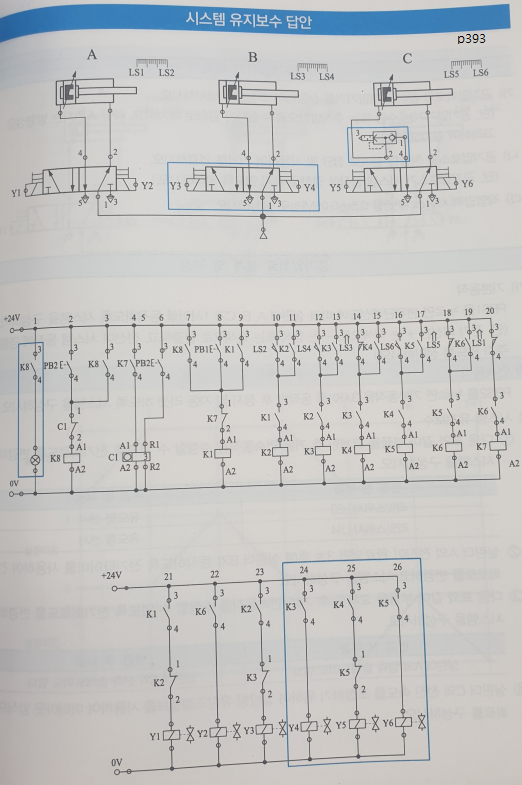 시스템 유지보수 답안
p393
A B C
LS1 LS2 LS3 LS4 LS5 LS6
3 1
2
4 2 4 2 4 2
Y1 Y2 Y3 Y4 Y5 Y6
5 1 3 5 1 3 5 1 3
+24V 1 2 3 4 5 6 7 8 9 10 11 12 13 14 15 16 17 18 19 20
3 3 3 3 3 3 3 3 3 3 3 3 3 3 3 3 3 3 3
K8 PB2 K8 K7 PB2 K8 PB1 K1 LS2 K2 LS4 K3 LS3 K4 LS6 K5 LS5 K6 LS1
4 4 4 4 4 4 4 4 4 4 4 4 4 4 4 4 4 4 4
1 1 3 3 3 3 3 3
C1 K7 K1 K2 K3 K4 K5 K6
2 2 4 4 4 4 4 4
A1 A1 R1 A1 A1 A1 A1 A1 A1 A1
K8 C1 3 K1 K2 K3 K4 K5 K6 K7
A2 A2 R2 A2 A2 A2 A2 A2 A2 A2
0V
+24V 21 22 23 24 25 26
3 3 3 3 3 3
K1 K6 K2 K3 K4 K5
4 4 4 4 4 4
1 1 1
K2 K3 K5
2 2 2
Y1 Y2 Y3 Y4 Y5 Y6
0V